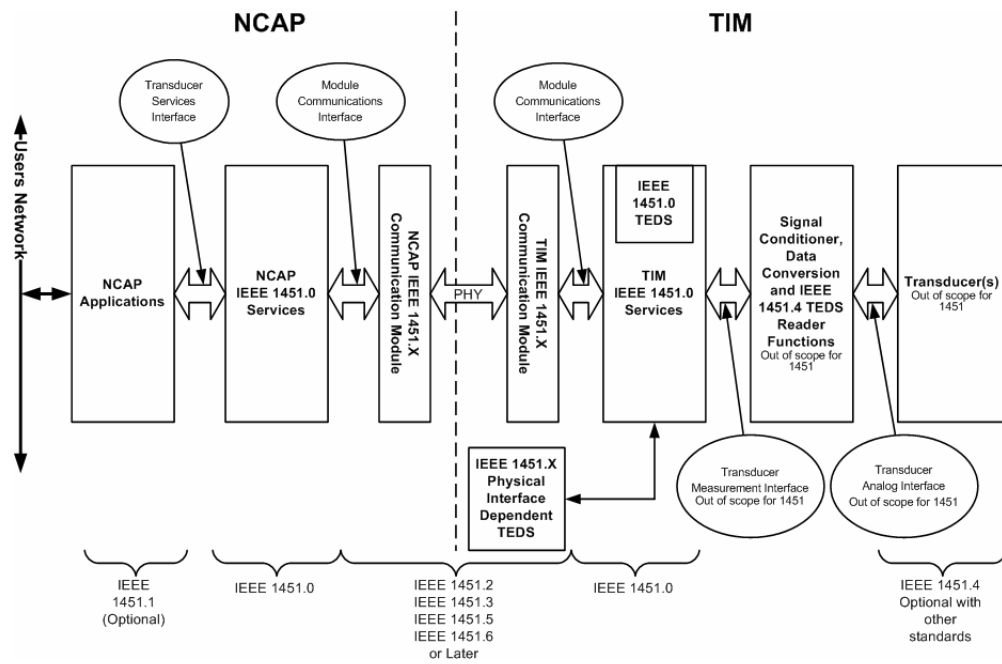 NCAP
TIM
Transducer
Services
Interface
Module
Communications
Interface
Module
Communications
Interface
Users Network
NCAP
Applications
NCAP
IEEE 1451.0
Services
NCAP IEEE 1451.X
Communication Module
PHY
TIM IEEE 1451.X
Communication Module
IEEE
1451.0
TEDS
TIM
IEEE 1451.0
Services
Signal
Conditioner,
Data
Conversion
and IEEE
1451.4 TEDS
Reader
Functions
Out of scope for
1451
Transducer(s)
Out of scope for
1451
IEEE 1451.X
Physical
Interface
Dependent
TEDS
Transducer
Measurement Interface
Out of scope for 1451
Transducer
Analog Interface
Out of scope for 1451
IEEE
1451.1
(Optional)
IEEE 1451.0
IEEE 1451.2
IEEE 1451.3
IEEE 1451.5
IEEE 1451.6
or Later
IEEE 1451.0
IEEE 1451.4
Optional with
other
standards